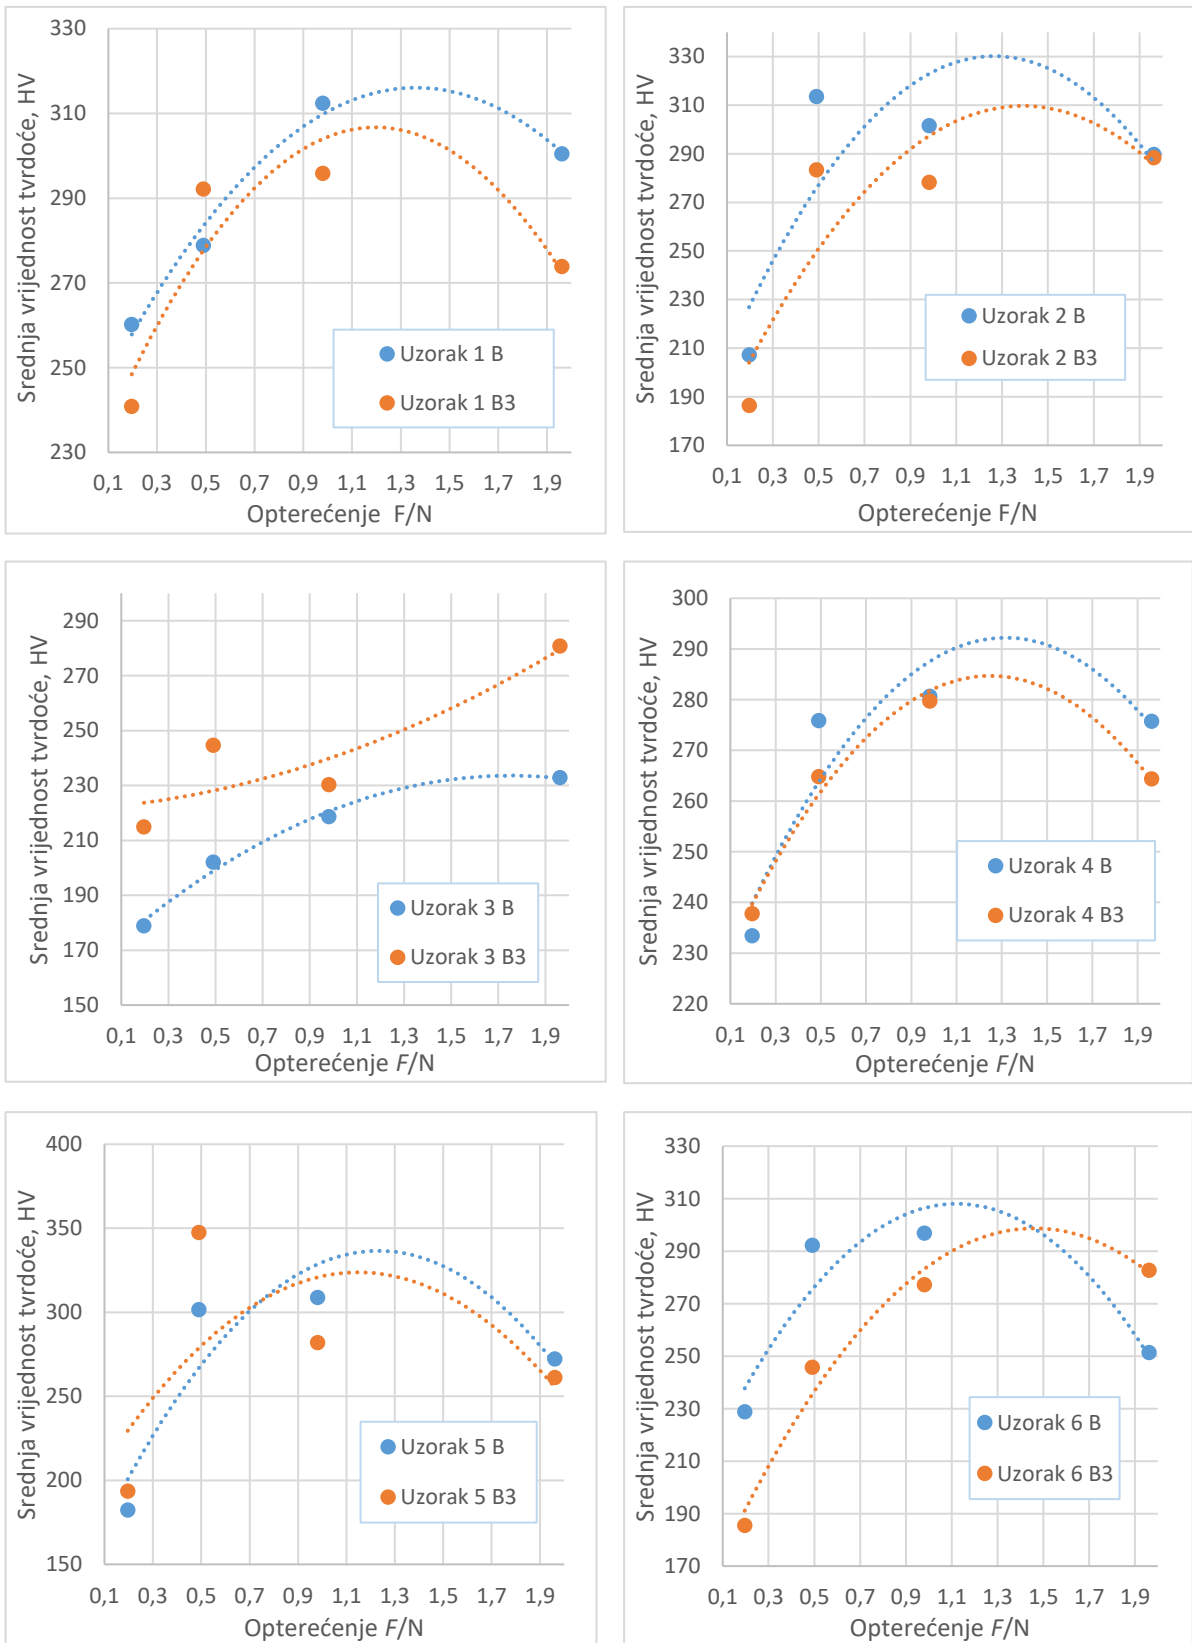 Srednja vrijednost tvrdoće, HV
330
310
290
270
250
230
0,1 0,3 0,5 0,7 0,9 1,1 1,3 1,5 1,7 1,9
Opterećenje F/N
Uzorak 1 B
Uzorak 1 B3
Srednja vrijednost tvrdoće, HV
330
310
290
270
250
230
210
190
170
0,1 0,3 0,5 0,7 0,9 1,1 1,3 1,5 1,7 1,9
Opterećenje F/N
Uzorak 2 B
Uzorak 2 B3
Srednja vrijednost tvrdoće, HV
290
270
250
230
210
190
170
150
0,1 0,3 0,5 0,7 0,9 1,1 1,3 1,5 1,7 1,9
Opterećenje F/N
Uzorak 3 B
Uzorak 3 B3
Srednja vrijednost tvrdoće, HV
300
290
280
270
260
250
240
230
220
0,1 0,3 0,5 0,7 0,9 1,1 1,3 1,5 1,7 1,9
Opterećenje F/N
Uzorak 4 B
Uzorak 4 B3
Srednja vrijednost tvrdoće, HV
400
350
300
250
200
150
0,1 0,3 0,5 0,7 0,9 1,1 1,3 1,5 1,7 1,9
Opterećenje F/N
Uzorak 5 B
Uzorak 5 B3
Srednja vrijednost tvrdoće, HV
330
310
290
270
250
230
210
190
170
0,1 0,3 0,5 0,7 0,9 1,1 1,3 1,5 1,7 1,9
Opterećenje F/N
Uzorak 6 B
Uzorak 6 B3